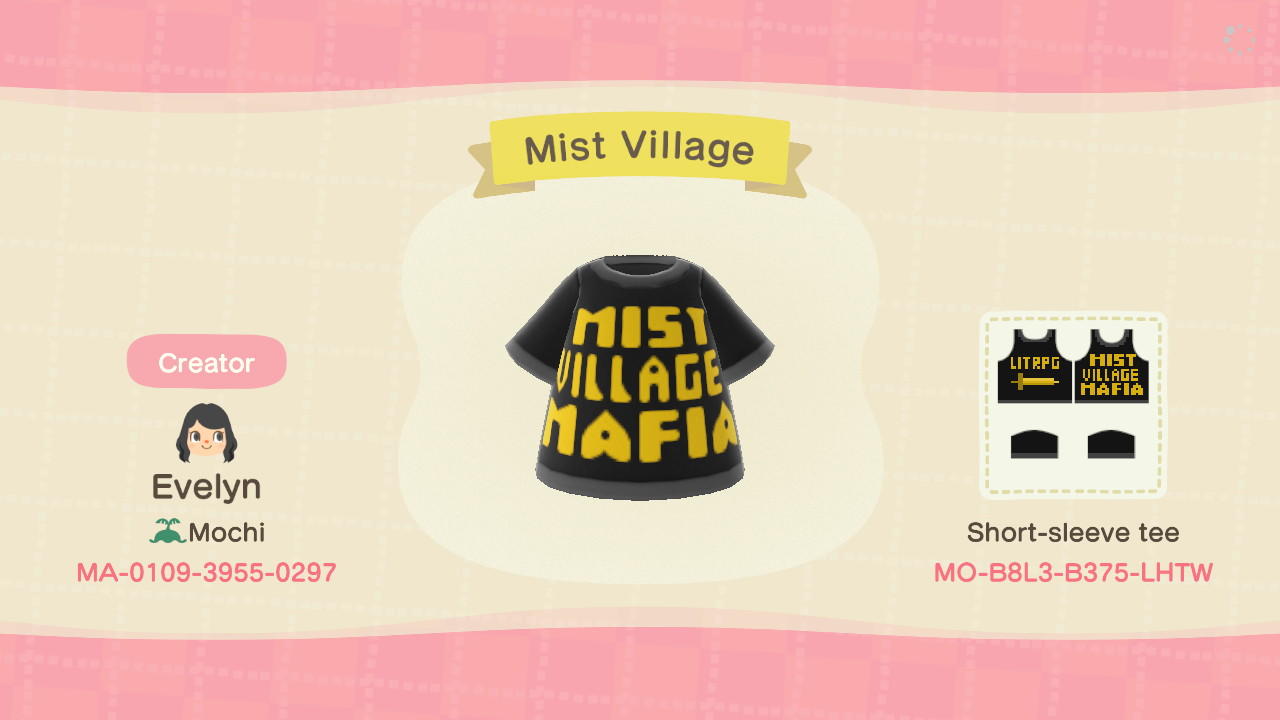 Mist Village
MIST
VILLAGE
MAFIA
Creator
Evelyn
Mochi
MA-0109-3955-0297
LITRPG
MIST
VILLAGE
MAFIA
Short-sleeve tee
MO-B8L3-B375-LHTW